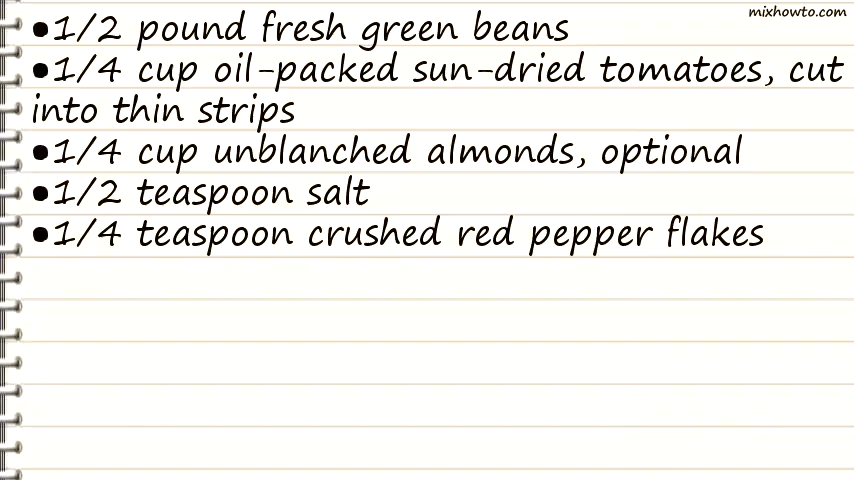 mixhowto.com
•1/2 pound fresh green beans
•1/4 cup oil-packed sun-dried tomatoes, cut
into thin strips
•1/4 cup unblanched almonds, optional
•1/2 teaspoon salt
•1/4 teaspoon crushed red pepper flakes